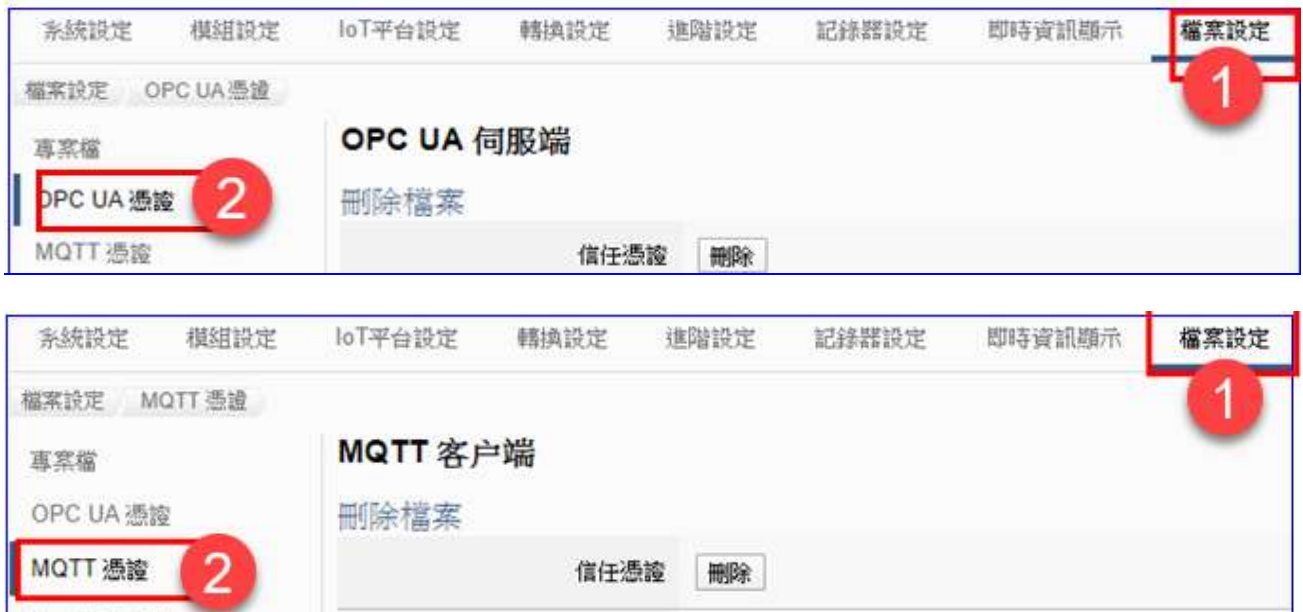 系統設定 模組設定 IoT平台設定 轉換設定 進階設定 記錄器設定 即時資訊顯示 檔案設定
1
檔案設定 OPC UA憑證
專案檔
OPC UA 伺服端
OPC UA 憑證
2
刪除檔案
MQTT 憑證
信任憑證 刪除
系統設定 模組設定 IoT平台設定 轉換設定 進階設定 記錄器設定 即時資訊顯示 檔案設定
1
檔案設定 MQTT 憑證
專案檔
MQTT 客戶端
OPC UA 憑證
刪除檔案
MQTT 憑證
2
信任憑證 刪除